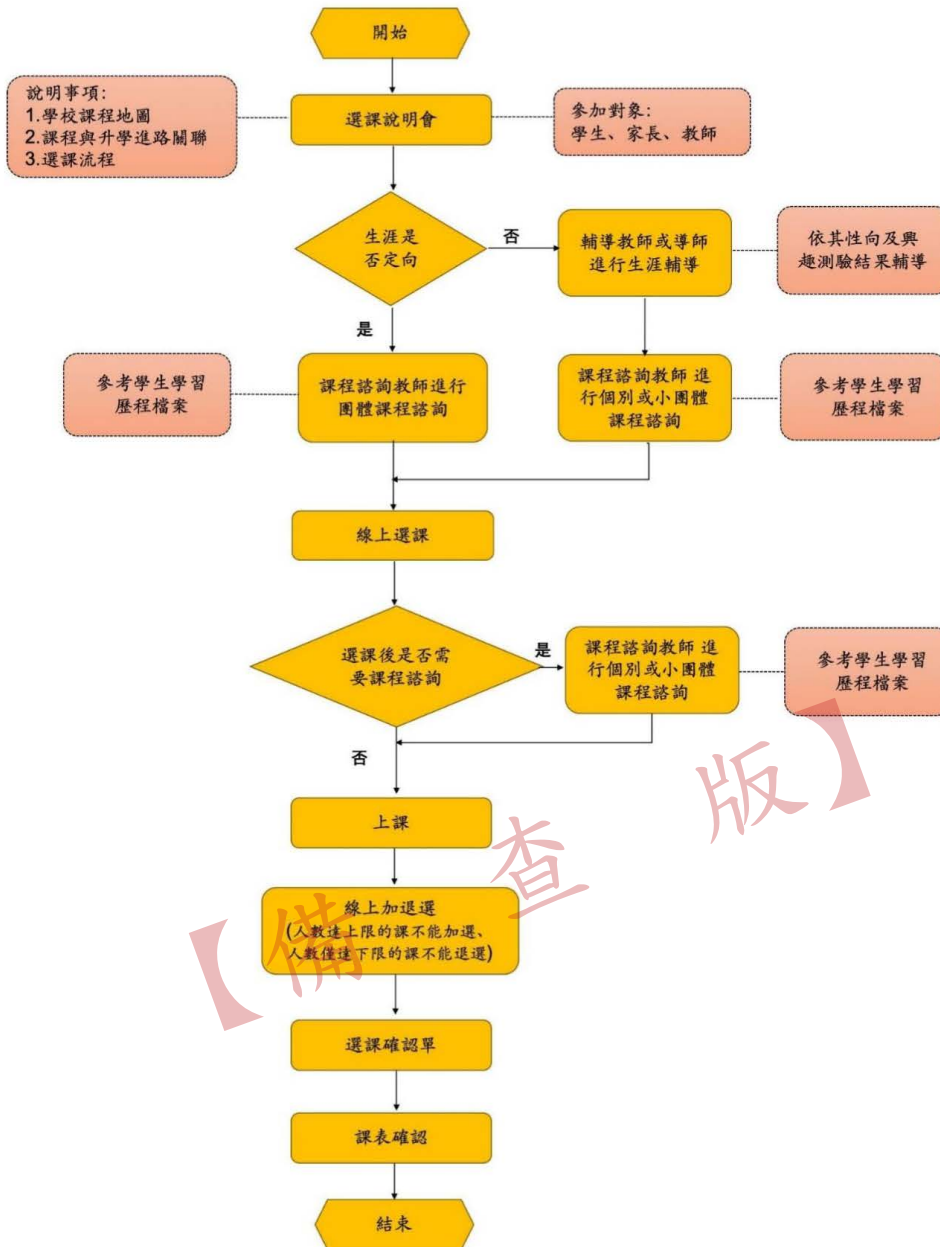 開始
說明事項:
1.學校課程地圖
2.課程與升學進路關聯
3.選課流程
選課說明會
參加對象:
學生、家長、教師
生涯是
否定向
否
輔導教師或導師
進行生涯輔導
依其性向及興
趣測驗結果輔導
是
參考學生學習
歷程檔案
課程諮詢教師進行
團體課程諮詢
課程諮詢教師 進
行個別或小團體
課程諮詢
參考學生學習
歷程檔案
線上選課
選課後是否需
要課程諮詢
是
課程諮詢教師 進
行個別或小團體
課程諮詢
參考學生學習
歷程檔案
否
上課
線上加退選
(人數達上限的課不能加選、
人數僅達下限的課不能退選)
選課確認單
課表確認
結束
【備查版】